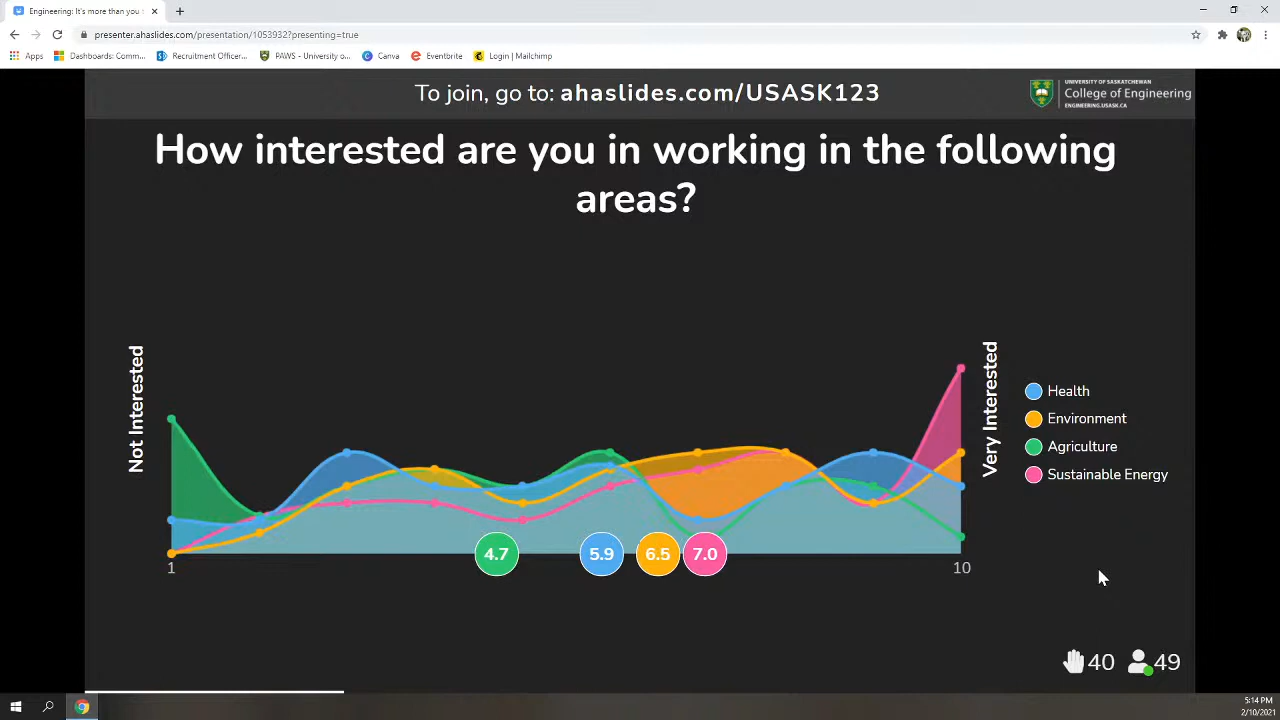 Engineering: It's more than you t
presenter.ahaslides.com/presentation/1053932?presenting=true
Apps
Dashboards: Comm...
Recruitment Officer...
PAWS - University o...
Canva
Eventbrite
Login | Mailchimp
To join, go to: ahaslides.com/USASK123
UNIVERSITY OF SASKATCHEWAN
College of Engineering
ENGINEERING.USASK.CA
How interested are you in working in the following
areas?
Not Interested
Very Interested
Health
Environment
Agriculture
Sustainable Energy
4.7
5.9
6.5
7.0
1
10
40
49
5:14 PM
2/10/2021